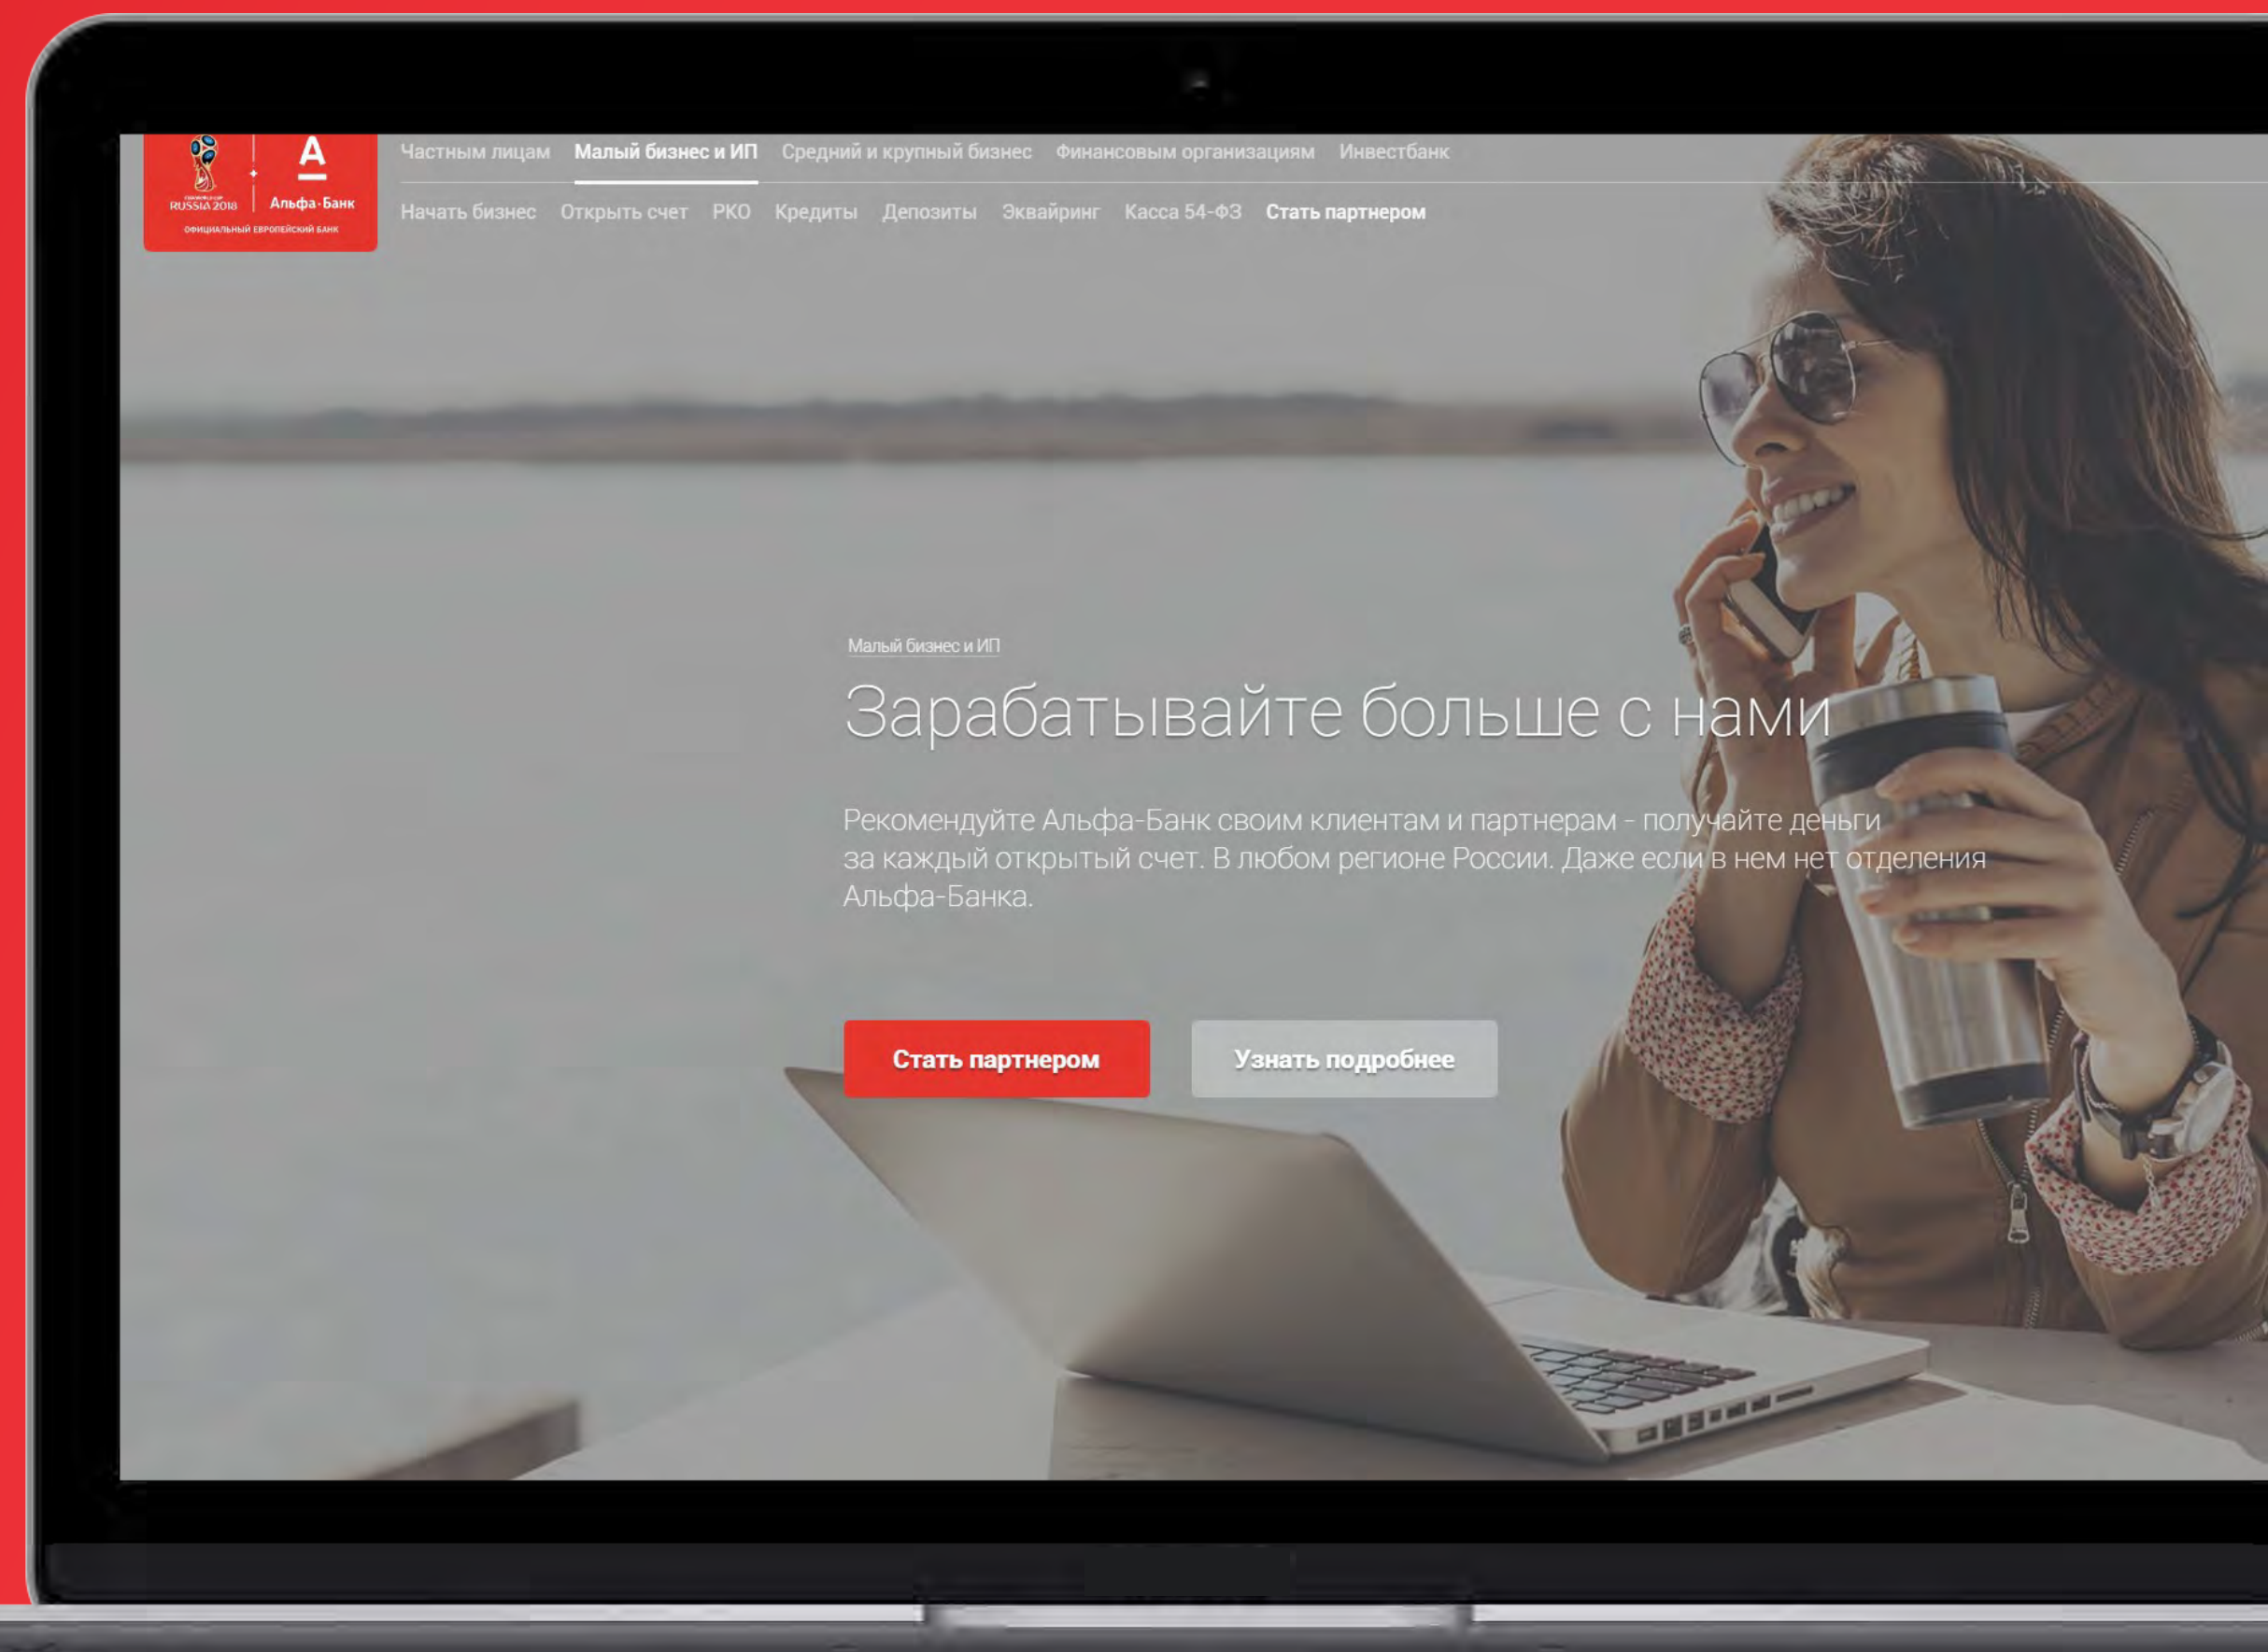 RUSSIA 2018
А
Альфа-Банк
ОФИЦИАЛЬНЫЙ ЕВРОПЕЙСКИЙ БАНК
Частным лицам Малый бизнес и ИП Средний и крупный бизнес Финансовым организациям Инвестбанк
Начать бизнес Открыть счет РКО Кредиты Депозиты Эквайринг Касса 54-ФЗ Стать партнером
Малый бизнес и ИП
Зарабатывайте больше с нами
Рекомендуйте Альфа-Банк своим клиентам и партнерам - получайте деньги
за каждый открытый счет. В любом регионе России. Даже если в нем нет отделения
Альфа-Банка.
Стать партнером Узнать подробнее